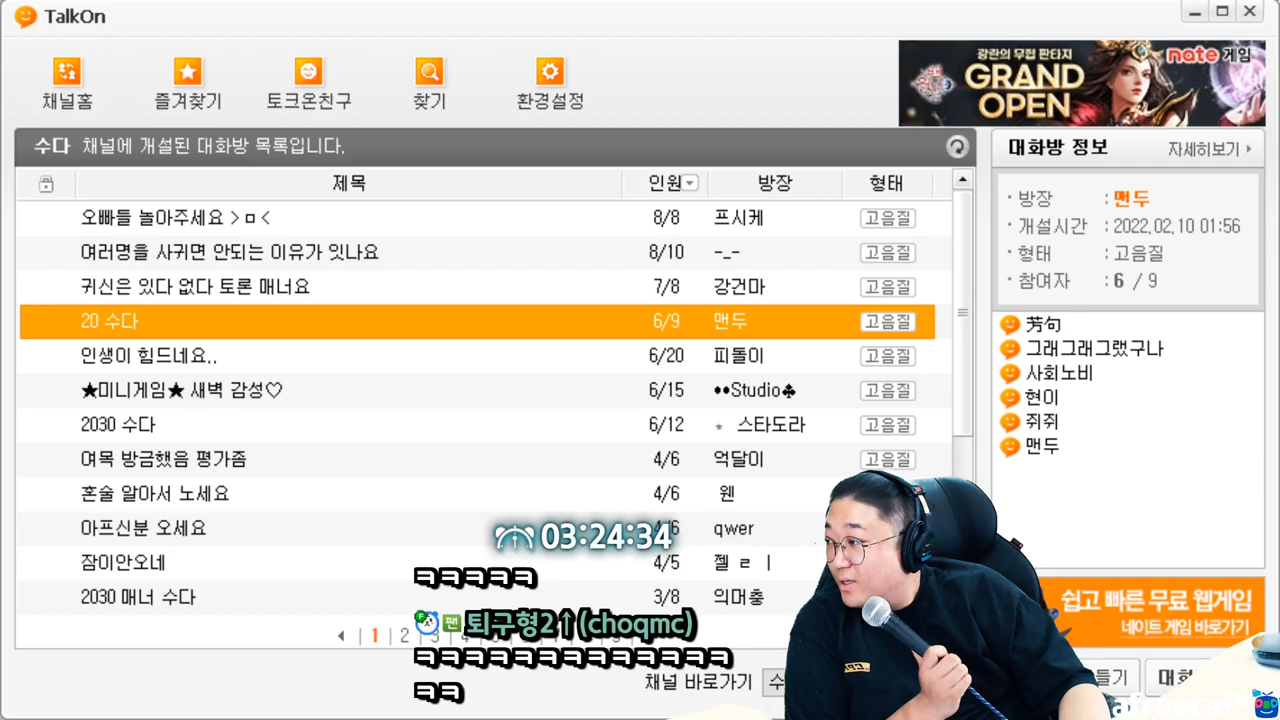 TalkOn
채널홈
즐겨찾기
토크온친구
찾기
환경설정
광란의 무협 판타지
GRAND
OPEN
nate 게임
수다 채널에 개설된 대화방 목록입니다.
제목 인원 방장 형태
오빠들 놀아주세요 >ㅁ< 8/8 프시케 고음질
여러명을 사귀면 안되는 이유가 잇나요 8/10 -_- 고음질
귀신은 있다 없다 토론 매너요 7/8 강건마 고음질
20 수다 6/9 맨두 고음질
인생이 힘드네요.. 6/20 피돌이 고음질
★미니게임★ 새벽 감성♡ 6/15 ••Studio♣ 고음질
2030 수다 6/12 * 스타도라 고음질
여목 방금했음 평가좀 4/6 억달이 고음질
혼술 알아서 노세요 4/6 웬
아프신분 오세요 4/6 qwer
잠이안오네 4/5 젤 ㄹ ㅣ
2030 매너 수다 3/8 의머홍
대화방 정보 자세히보기
· 방장 : 맨두
· 개설시간 : 2022.02.10 01:56
· 형태 : 고음질
· 참여자 : 6 / 9
芳句
그래그래그랬구나
사회노비
현이
쥐쥐
맨두
03:24:34
ㅋㅋㅋㅋㅋ
F 팬 퇴구형2↑(choqmc)
ㅋㅋㅋㅋㅋㅋㅋㅋㅋㅋㅋㅋㅋ
ㅋㅋ
1 2 3
채널 바로가기 수
쉽고 빠른 무료 웹게임
네이트 게임 바로가기
들기
대화
afreecaTV